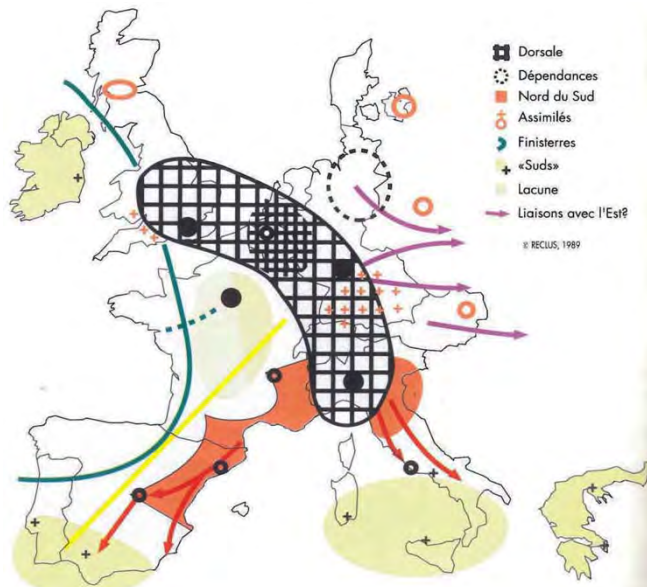 Dorsale
Dépendances
Nord du Sud
Assimilés
Finisterres
«Suds»
Lacune
Liaisons avec l'Est?
© RECLUS, 1989